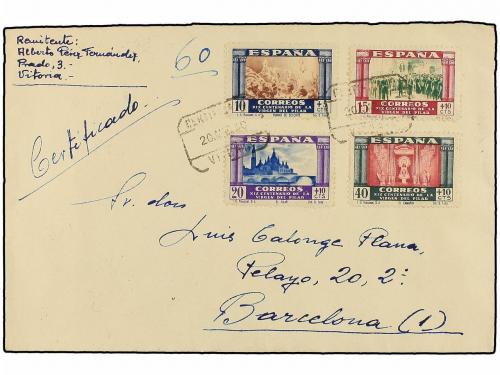 Remitente:
Alberto Pérez Fernández,
Prado, 3.-
Vitoria.-
60
Certificado.
ESPAÑA
10 CORREOS +5 CTS
XIX CENTENARIO DE LA
VIRGEN DEL PILAR
ESPAÑA
15 CORREOS +10 CTS
XIX CENTENARIO DE LA
VIRGEN DEL PILAR
ESPAÑA
20 CORREOS +10 CTS
XIX CENTENARIO DE LA
VIRGEN DEL PILAR
ESPAÑA
40 CORREOS +10 CTS
XIX CENTENARIO DE LA
VIRGEN DEL PILAR
Sr. don
Luis Calonge Plana,
Pelayo, 20, 2º
Barcelona (1)